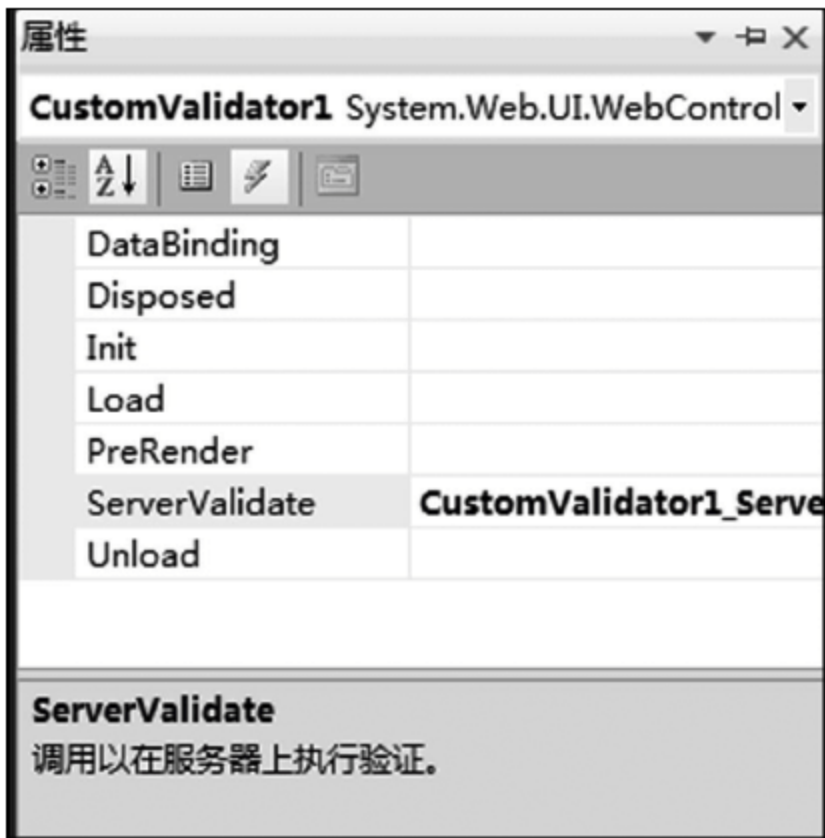 属性
CustomValidator1 System.Web.UI.WebControl
DataBinding
Disposed
Init
Load
PreRender
ServerValidate CustomValidator1_Serve
Unload
ServerValidate
调用以在服务器上执行验证。